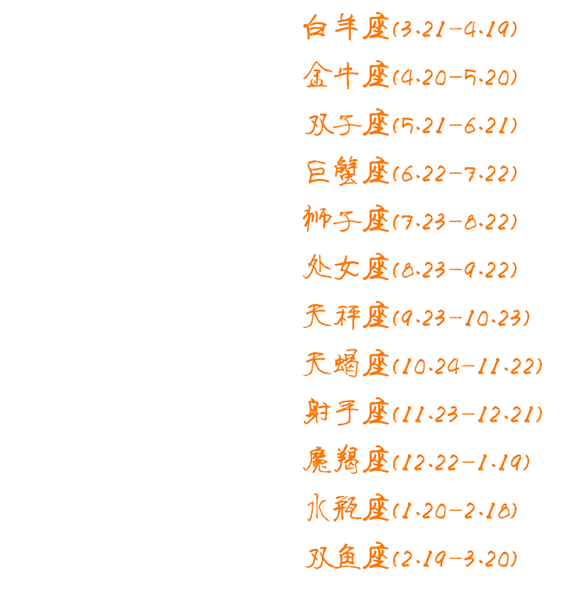 白羊座(3.21-4.19)
金牛座(4.20-5.20)
双子座(5.21-6.21)
巨蟹座(6.22-7.22)
狮子座(7.23-8.22)
处女座(8.23-9.22)
天秤座(9.23-10.23)
天蝎座(10.24-11.22)
射手座(11.23-12.21)
魔羯座(12.22-1.19)
水瓶座(1.20-2.18)
双鱼座(2.19-3.20)